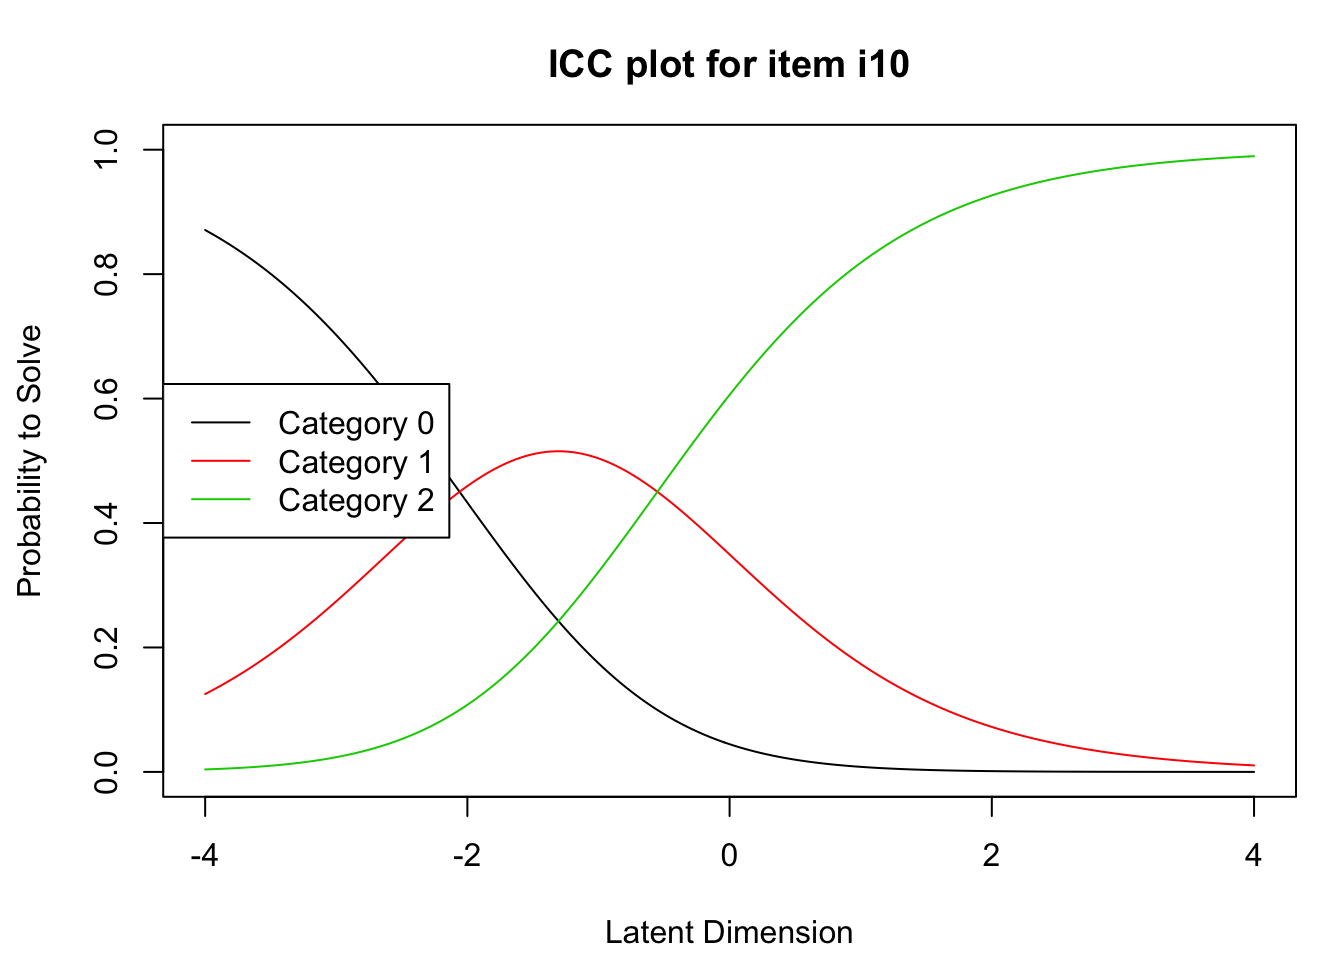 ICC plot for item i10
Probability to Solve
1.0
0.8
0.6
0.4
0.2
0.0
Category 0
Category 1
Category 2
-4 -2 0 2 4
Latent Dimension